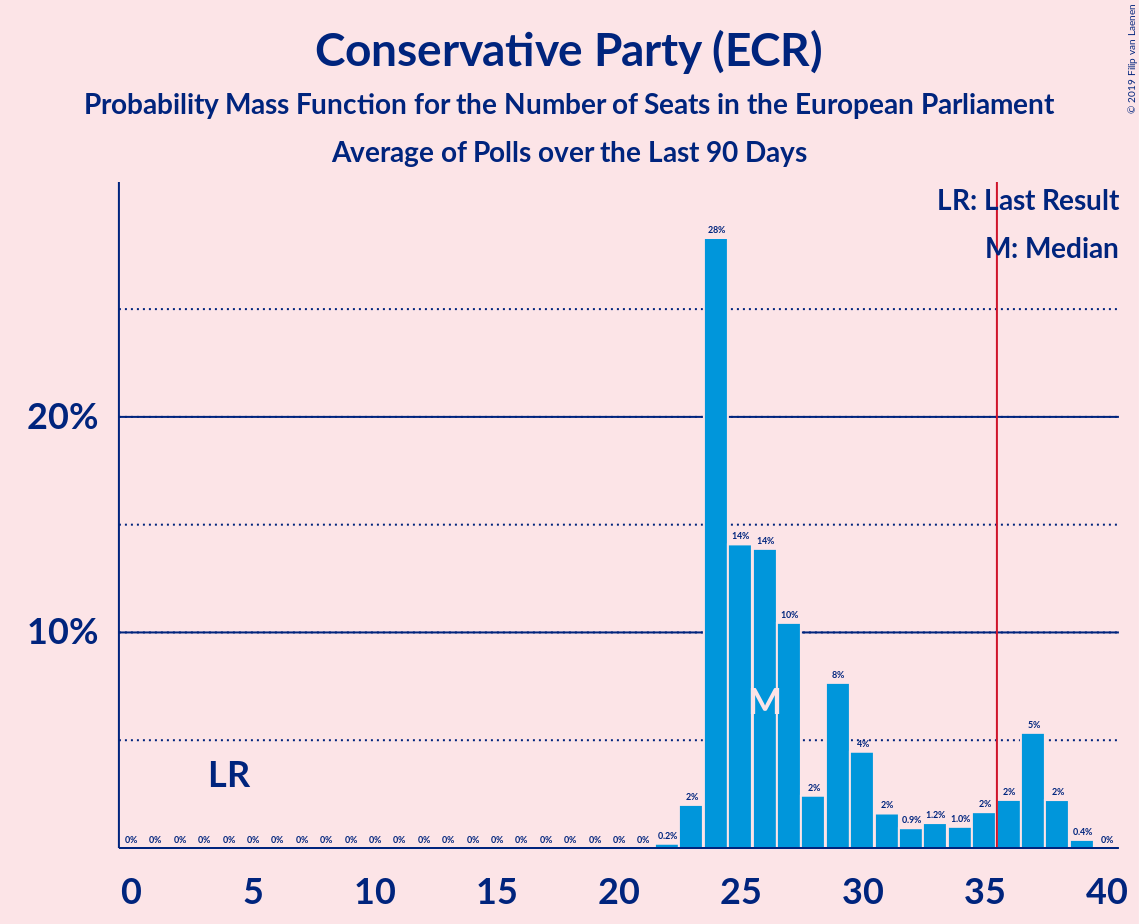 Conservative Party (ECR)
Probability Mass Function for the Number of Seats in the European Parliament
Average of Polls over the Last 90 Days
© 2019 Filip van Laenen
LR: Last Result
M: Median
28%
20%
14% 14%
10%
10%
8%
5%
4%
M
LR
2% 2% 2% 0.9% 1.2% 1.0% 2% 2% 2%
0% 0% 0% 0% 0% 0% 0% 0% 0% 0% 0% 0% 0% 0% 0% 0% 0% 0% 0% 0% 0% 0% 0.2% 0.4% 0%
0 5 10 15 20 25 30 35 40